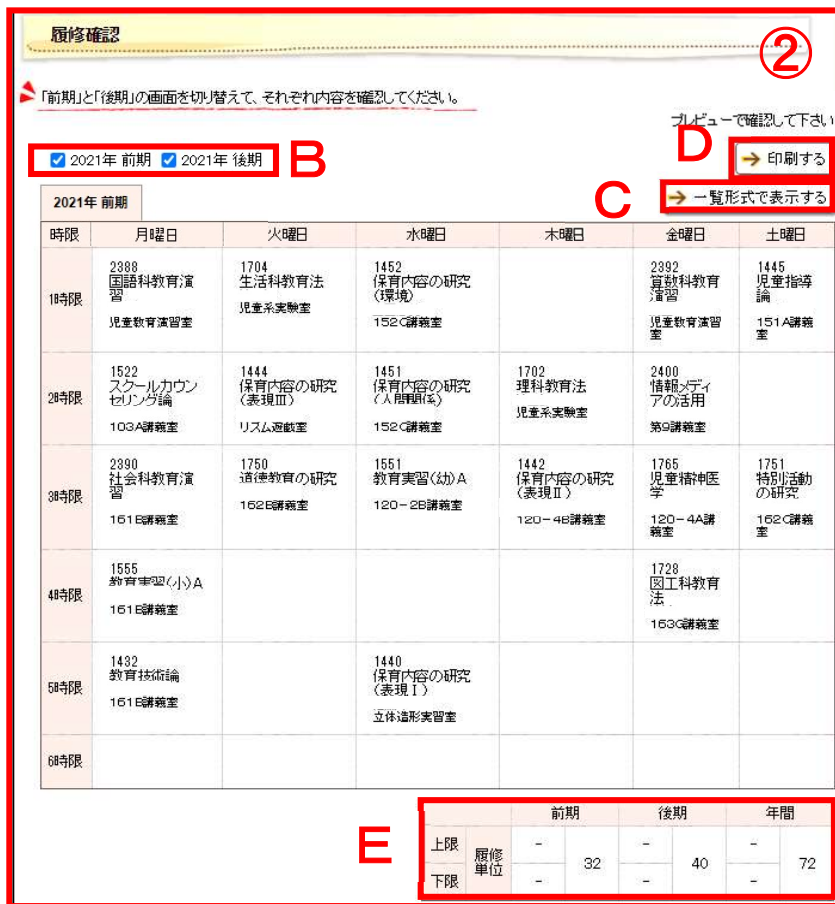 履修確認
②
「前期」と「後期」の画面を切り替えて、それぞれ内容を確認してください。
プレビューで確認して下さい
2021年 前期 2021年 後期 B
D → 印刷する
C → 一覧形式で表示する
2021年 前期
時限 月曜日 火曜日 水曜日 木曜日 金曜日 土曜日
1時限
2388
国語科教育演
習
児童教育演習室
1704
生活科教育法
児童系実験室
1452
保育内容の研究
(環境)
152C講義室
2392
算数科教育
演習
児童教育演習
室
1445
児童指導
論
151A講義
室
2時限
1522
スクールカウン
セリング論
103A講義室
1444
保育内容の研究
(表現Ⅲ)
リズム遊戯室
1451
保育内容の研究
(人間関係)
152C講義室
1702
理科教育法
児童系実験室
2400
情報メディ
アの活用
第9講義室
3時限
2390
社会科教育演
習
161B講義室
1750
道徳教育の研究
162B講義室
1551
教育実習(幼)A
120-2B講義室
1442
保育内容の研究
(表現Ⅱ)
120-4B講義室
1765
児童精神医
学
120-4A講
義室
1751
特別活動
の研究
162C講義
室
4時限
1555
教育実習(小)A
161B講義室
1728
図工科教育
法
163C講義室
5時限
1432
教育技術論
161B講義室
1440
保育内容の研究
(表現Ⅰ)
立体造形実習室
6時限
E
前期 後期 年間
上限 履修単位 - 32 - 40 - 72
下限 - - -